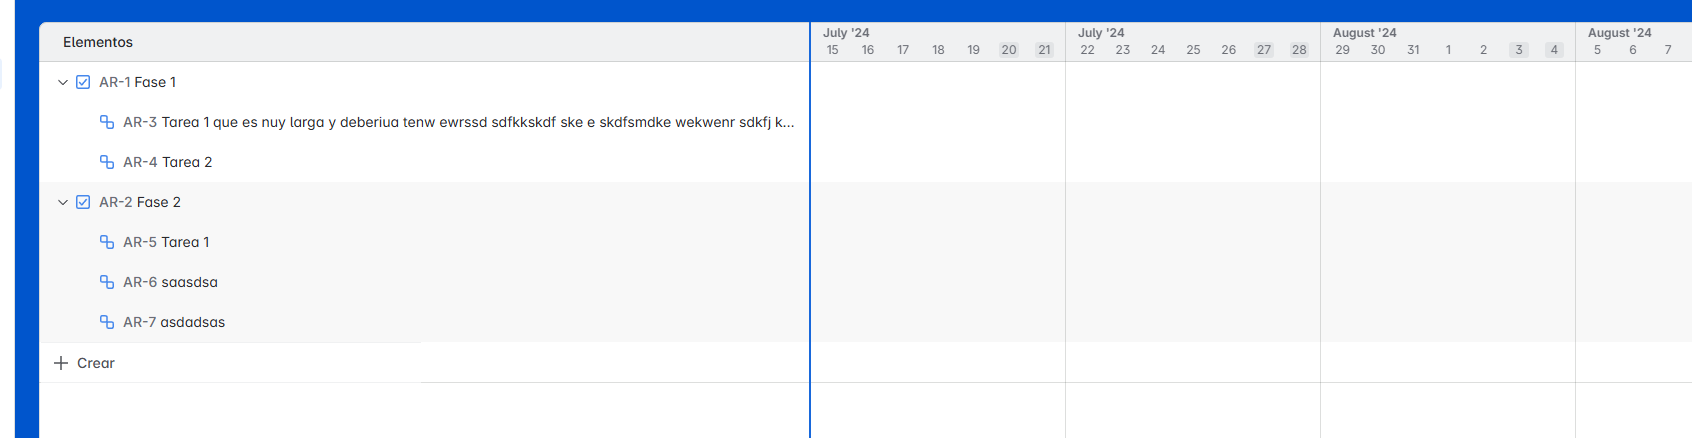 Elementos
July '24
July '24
August '24
August '24
15 16 17 18 19 20 21 22 23 24 25 26 27 28 29 30 31 1 2 3 4 5 6 7
AR-1 Fase 1
AR-3 Tarea 1 que es nuy larga y deberiua tenw ewrssd sdfkkskdf ske e skdfsmdke wekwenr sdkfj k...
AR-4 Tarea 2
AR-2 Fase 2
AR-5 Tarea 1
AR-6 saasdsa
AR-7 asdadsas
Crear